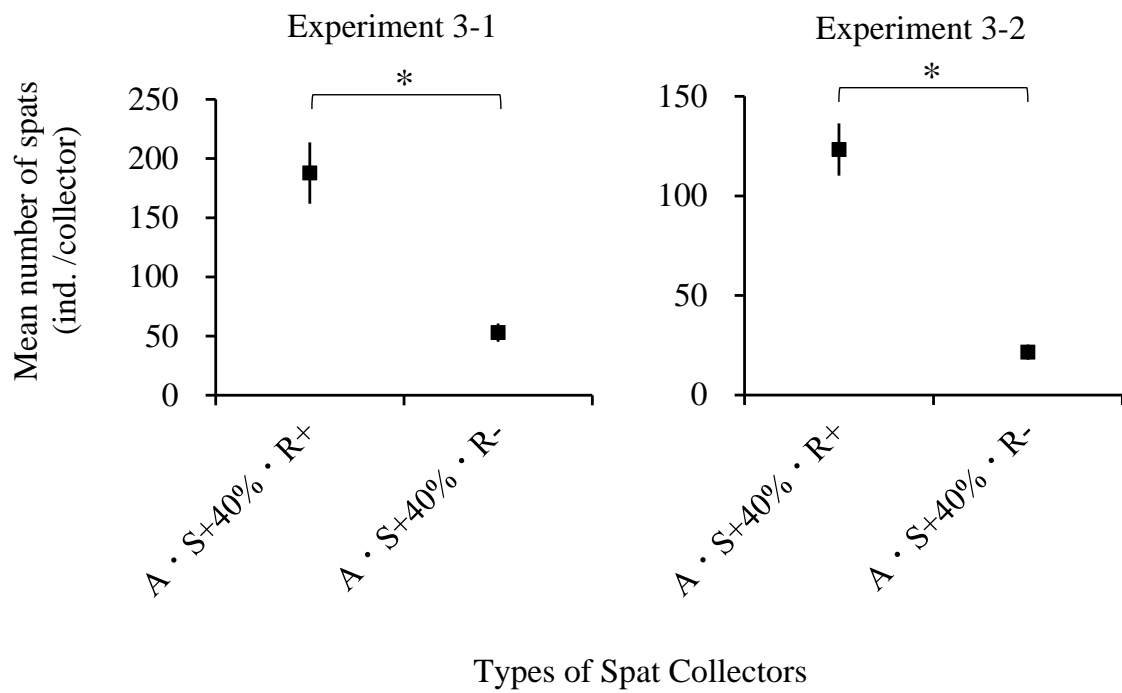 Experiment 3-1
Experiment 3-2
Mean number of spats
(ind. /collector)
*
250
200
150
100
50
0
A・S+40%・R+
A・S+40%・R-
*
150
100
50
0
A・S+40%・R+
A・S+40%・R-
Types of Spat Collectors